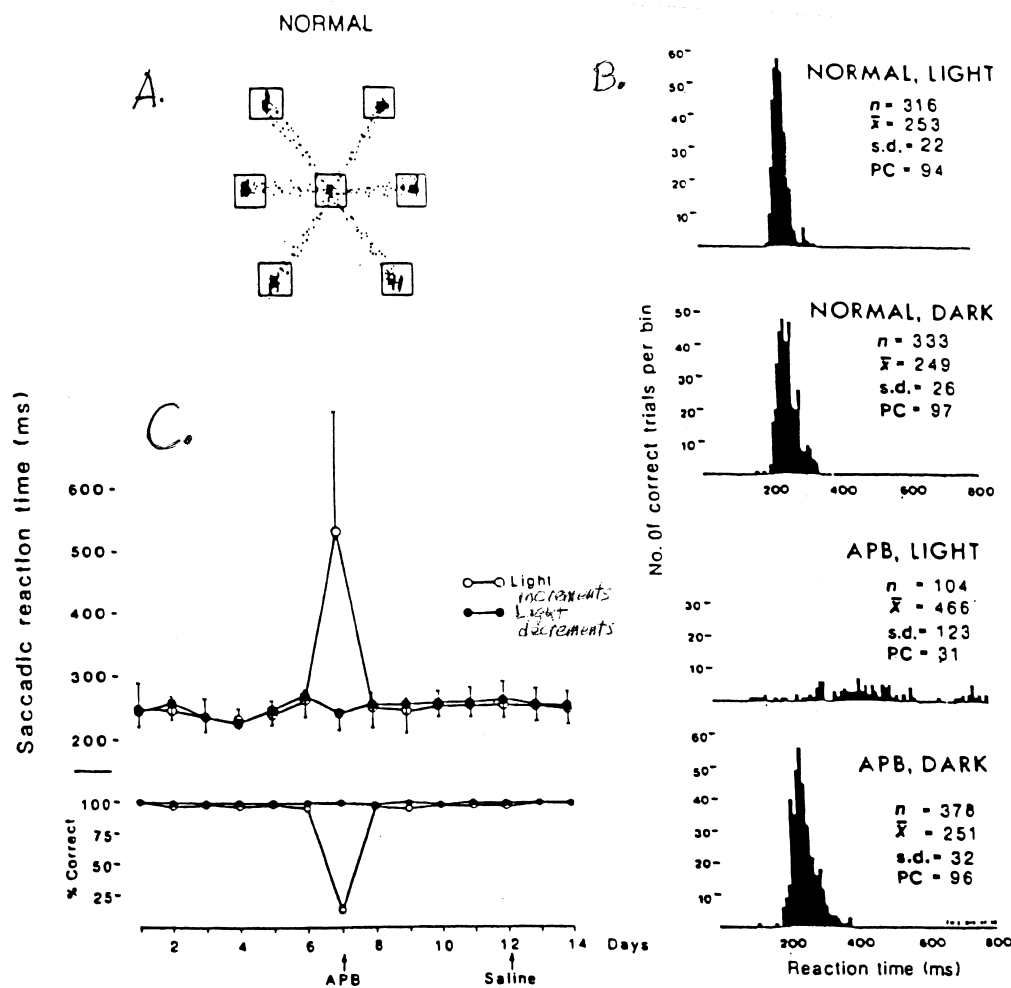 NORMAL
A.
B.
60-
50-
40-
30-
20-
10-
NORMAL, LIGHT
n = 316
x̄ = 253
s.d. = 22
PC = 94
No. Of correct trials per bin
50-
40-
30-
20-
10-
NORMAL, DARK
n = 333
x̄ = 249
s.d. = 26
PC = 97
200 400 600 800
30-
20-
10-
APB, LIGHT
n = 104
x̄ = 466
s.d. = 123
PC = 31
60-
50-
40-
30-
20-
10-
APB, DARK
n = 378
x̄ = 251
s.d. = 32
PC = 96
200 400 600 800
Reaction time (ms)
C.
Saccadic reaction time (ms)
600-
500-
400-
300-
200-
Light
increments
Light
decrements
% Correct
100-
75-
50-
25-
2 4 6 8 10 12 14 Days
APB Saline